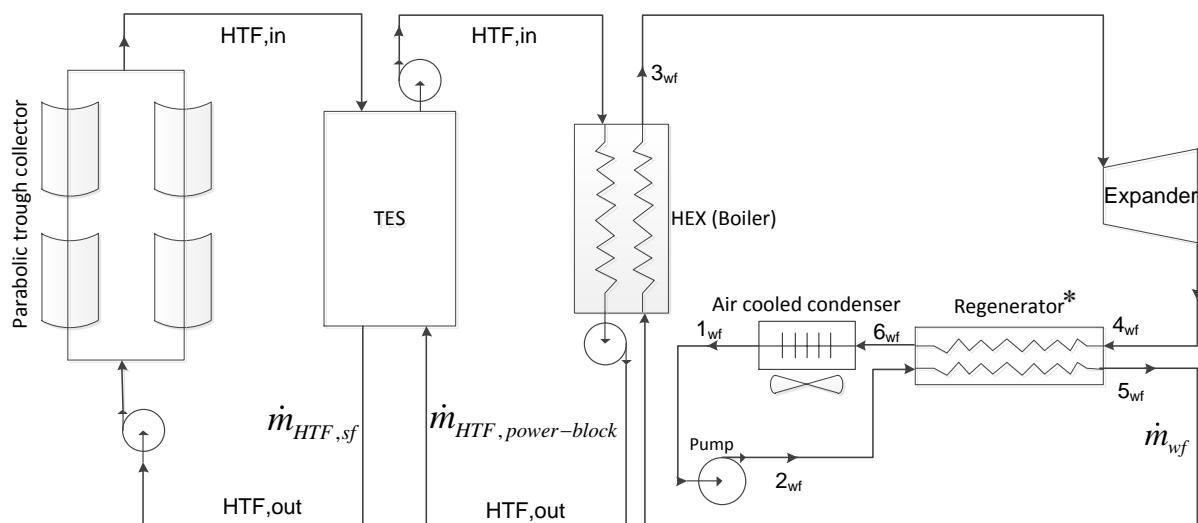 HTF,in
HTF,in
3wf
Parabolic trough collector
TES
HEX (Boiler)
Expander
Air cooled condenser
Regenerator*
1wf
6wf
4wf
5wf
ṁHTF,sf
ṁHTF,power−block
Pump
2wf
ṁwf
HTF,out
HTF,out